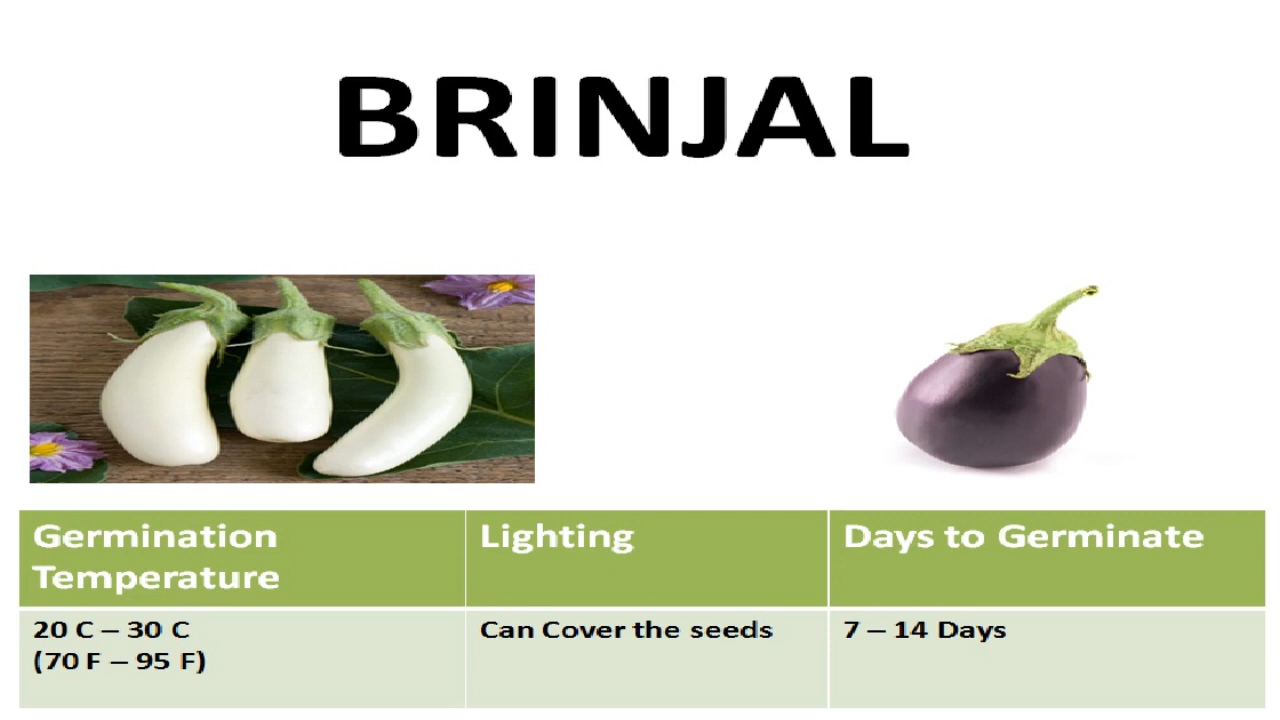 BRINJAL
Germination
Temperature
Lighting
Days to Germinate
20 C – 30 C
(70 F – 95 F)
Can Cover the seeds
7 – 14 Days